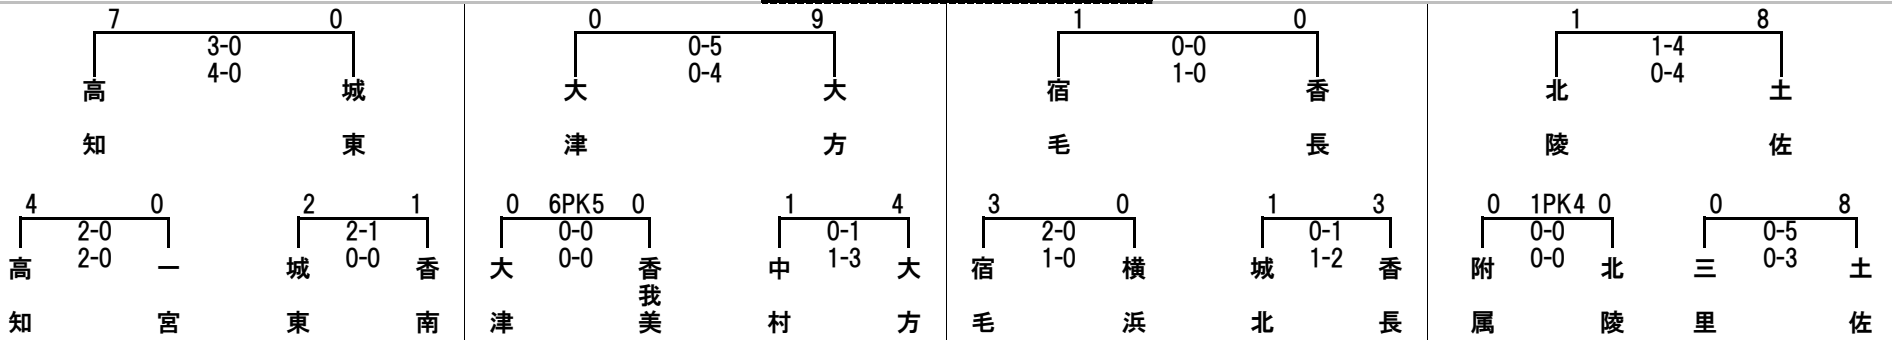 7 0 0 9 1 0 1 8
3-0 0-5 0-0 1-4
4-0 0-4 1-0 0-4
高知 城東 大津 大方 宿毛 香長 北陵 土佐
4 0 2 1 0 6PK5 0 1 4 3 0 1 3 0 1PK4 0 0 8
2-0 2-1 0-0 0-1 2-0 0-1 0-0 0-5
2-0 0-0 0-0 1-3 1-0 1-2 0-0 0-3
高知 一宮 城東 香南 大津 香我美 中村 大方 宿毛 横浜 城北 香長 附属 北陵 三里 土佐